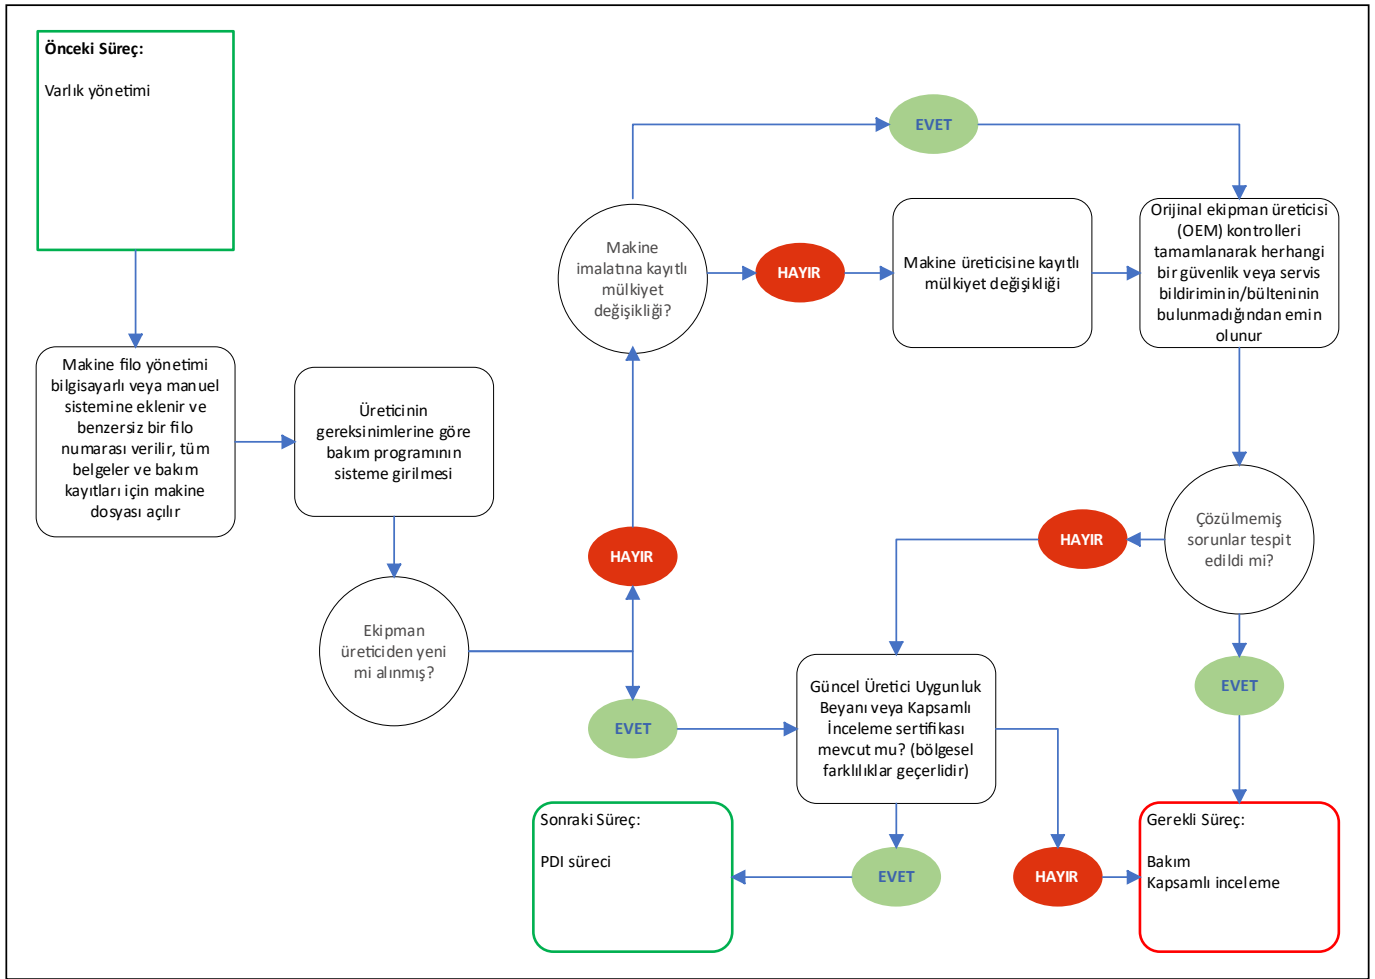 Önceki Süreç:
Varlık yönetimi
Makine filo yönetimi
bilgisayarlı veya manuel
sistemine eklenir ve
benzersiz bir filo
numarası verilir, tüm
belgeler ve bakım
kayıtları için makine
dosyası açılır
Üreticinin
gereksinimlerine göre
bakım programının
sisteme girilmesi
Ekipman
üreticiden yeni
mi alınmış?
HAYIR
EVET
Makine
imalatına kayıtlı
mülkiyet
değişikliği?
EVET
HAYIR
Makine üreticisine kayıtlı
mülkiyet değişikliği
Orijinal ekipman üreticisi
(OEM) kontrolleri
tamamlanarak herhangi
bir güvenlik veya servis
bildiriminin/bülteninin
bulunmadığından emin
olunur
Çözülmemiş
sorunlar tespit
edildi mi?
HAYIR
EVET
Güncel Üretici Uygunluk
Beyanı veya Kapsamlı
İnceleme sertifikası
mevcut mu? (bölgesel
farklılıklar geçerlidir)
EVET
HAYIR
Sonraki Süreç:
PDI süreci
Gerekli Süreç:
Bakım
Kapsamlı inceleme